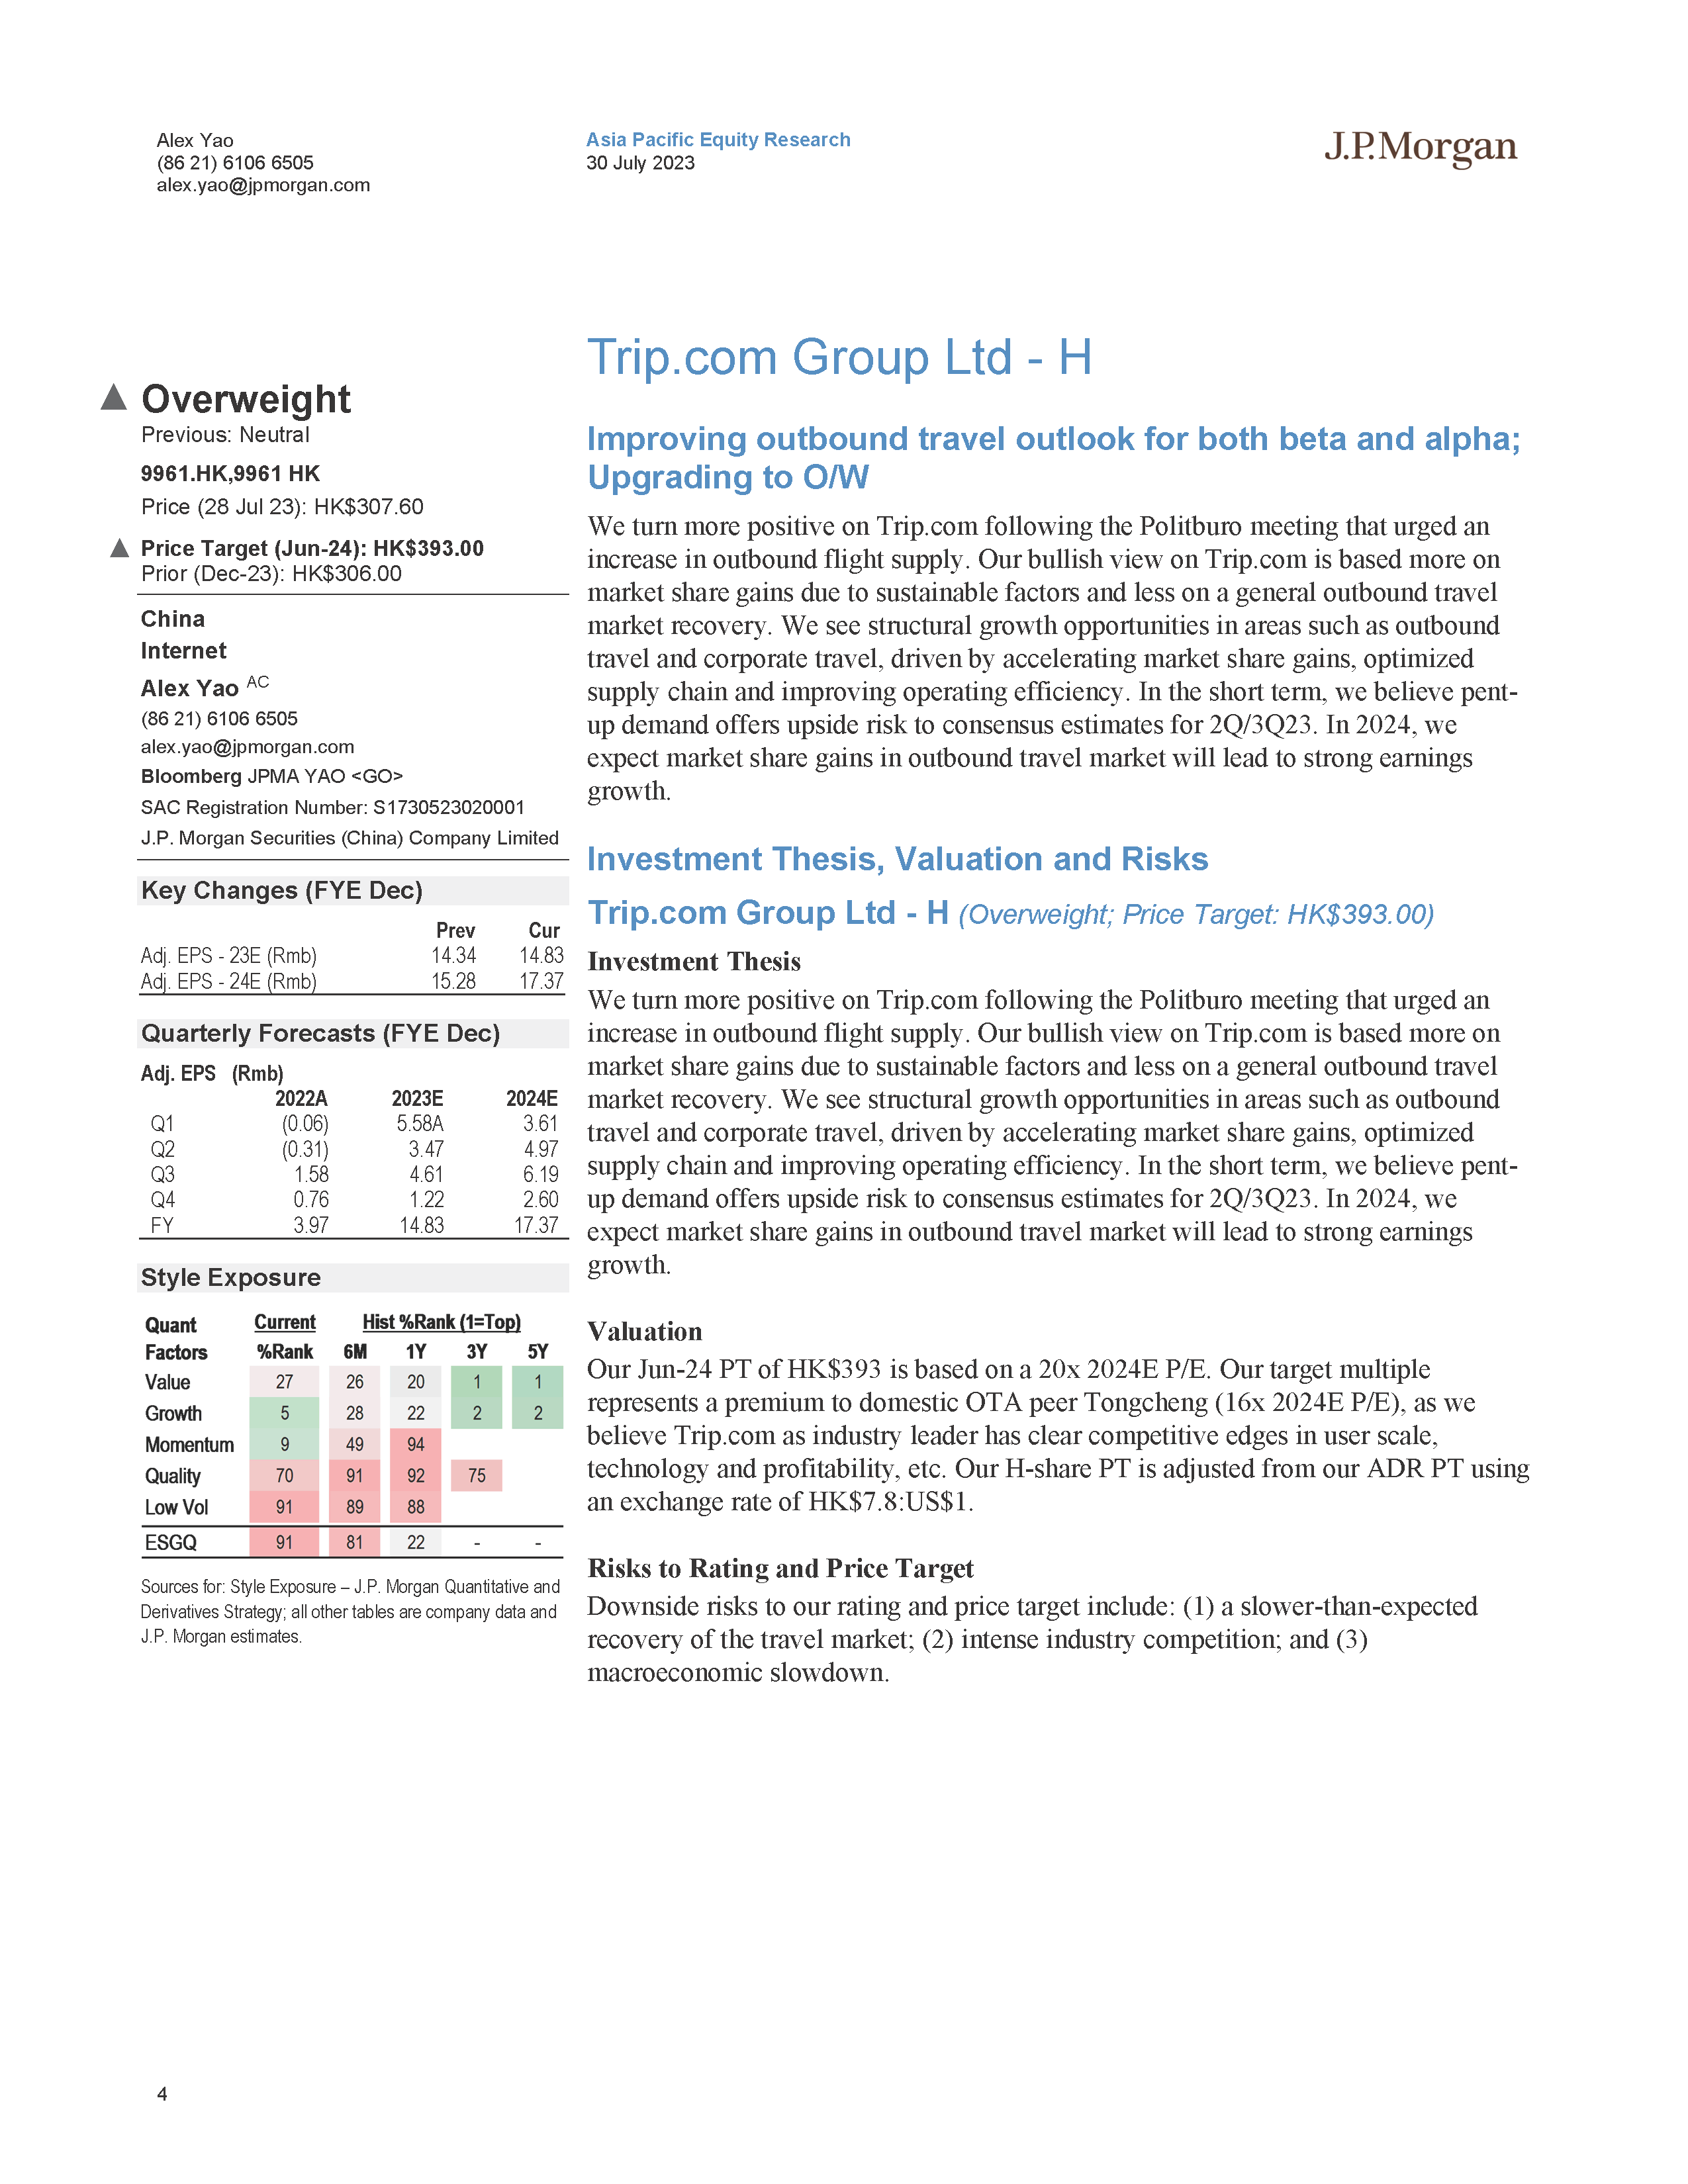 Alex Yao
(86 21) 6106 6505
alex.yao@jpmorgan.com
Asia Pacific Equity Research
30 July 2023
J.P.Morgan
▲ Overweight
Previous: Neutral
9961.HK,9961 HK
Price (28 Jul 23): HK$307.60
▲ Price Target (Jun-24): HK$393.00
Prior (Dec-23): HK$306.00
China
Internet
Alex Yao AC
(86 21) 6106 6505
alex.yao@jpmorgan.com
Bloomberg JPMA YAO <GO>
SAC Registration Number: S1730523020001
J.P. Morgan Securities (China) Company Limited
Key Changes (FYE Dec)
Prev Cur
Adj. EPS - 23E (Rmb) 14.34 14.83
Adj. EPS - 24E (Rmb) 15.28 17.37
Quarterly Forecasts (FYE Dec)
Adj. EPS (Rmb)
2022A 2023E 2024E
Q1 (0.06) 5.58A 3.61
Q2 (0.31) 3.47 4.97
Q3 1.58 4.61 6.19
Q4 0.76 1.22 2.60
FY 3.97 14.83 17.37
Style Exposure
Quant Current Hist %Rank (1=Top)
Factors %Rank 6M 1Y 3Y 5Y
Value 27 26 20 1 1
Growth 5 28 22 2 2
Momentum 9 49 94
Quality 70 91 92 75
Low Vol 91 89 88
ESGQ 91 81 22 - -
Sources for: Style Exposure – J.P. Morgan Quantitative and
Derivatives Strategy; all other tables are company data and
J.P. Morgan estimates.
Trip.com Group Ltd - H
Improving outbound travel outlook for both beta and alpha;
Upgrading to O/W
We turn more positive on Trip.com following the Politburo meeting that urged an
increase in outbound flight supply. Our bullish view on Trip.com is based more on
market share gains due to sustainable factors and less on a general outbound travel
market recovery. We see structural growth opportunities in areas such as outbound
travel and corporate travel, driven by accelerating market share gains, optimized
supply chain and improving operating efficiency. In the short term, we believe pent-
up demand offers upside risk to consensus estimates for 2Q/3Q23. In 2024, we
expect market share gains in outbound travel market will lead to strong earnings
growth.
Investment Thesis, Valuation and Risks
Trip.com Group Ltd - H (Overweight; Price Target: HK$393.00)
Investment Thesis
We turn more positive on Trip.com following the Politburo meeting that urged an
increase in outbound flight supply. Our bullish view on Trip.com is based more on
market share gains due to sustainable factors and less on a general outbound travel
market recovery. We see structural growth opportunities in areas such as outbound
travel and corporate travel, driven by accelerating market share gains, optimized
supply chain and improving operating efficiency. In the short term, we believe pent-
up demand offers upside risk to consensus estimates for 2Q/3Q23. In 2024, we
expect market share gains in outbound travel market will lead to strong earnings
growth.
Valuation
Our Jun-24 PT of HK$393 is based on a 20x 2024E P/E. Our target multiple
represents a premium to domestic OTA peer Tongcheng (16x 2024E P/E), as we
believe Trip.com as industry leader has clear competitive edges in user scale,
technology and profitability, etc. Our H-share PT is adjusted from our ADR PT using
an exchange rate of HK$7.8:US$1.
Risks to Rating and Price Target
Downside risks to our rating and price target include: (1) a slower-than-expected
recovery of the travel market; (2) intense industry competition; and (3)
macroeconomic slowdown.
4